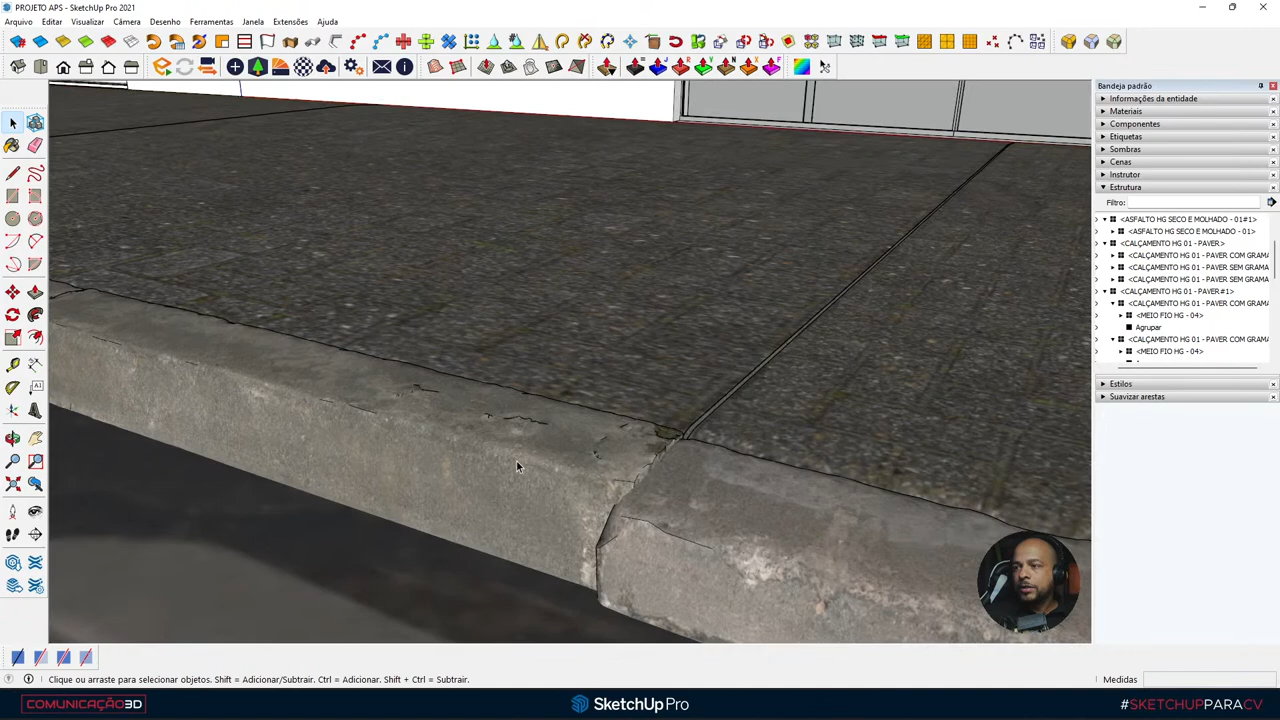 PROJETO APS - SketchUp Pro 2021
Arquivo Editar Visualizar Câmera Desenho Ferramentas Janela Extensões Ajuda
Bandeja padrão
Informações da entidade
Materiais
Componentes
Etiquetas
Sombras
Cenas
Instrutor
Estrutura
Filtro:
<ASFALTO HG SECO E MOLHADO - 01#1>
<ASFALTO HG SECO E MOLHADO - 01>
<CALÇAMENTO HG 01 - PAVER>
<CALÇAMENTO HG 01 - PAVER COM GRAMA
<CALÇAMENTO HG 01 - PAVER SEM GRAMA
<CALÇAMENTO HG 01 - PAVER SEM GRAMA
<CALÇAMENTO HG 01 - PAVER#1>
<CALÇAMENTO HG 01 - PAVER COM GRAMA
<MEIO FIO HG - 04>
Agrupar
<CALÇAMENTO HG 01 - PAVER COM GRAMA
<MEIO FIO HG - 04>
Estilos
Suavizar arestas
Clique ou arraste para selecionar objetos. Shift = Adicionar/Subtrair. Ctrl = Adicionar. Shift + Ctrl = Subtrair.
Medidas
COMUNICAÇÃO3D
SketchUp Pro
#SKETCHUPPARACV